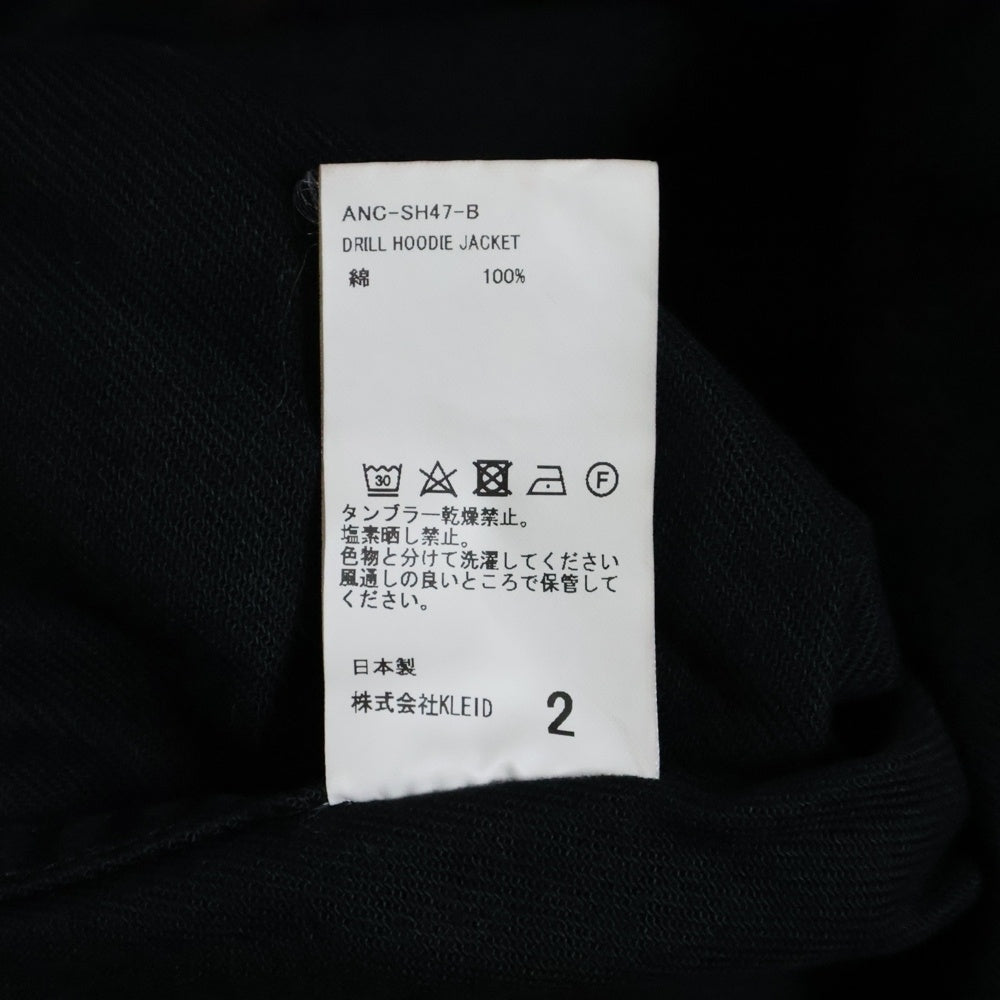 ANC-SH47-B
DRILL HOODIE JACKET
綿 100%
30 F
タンブラー乾燥禁止。
塩素晒し禁止。
色物と分けて洗濯してください
風通しの良いところで保管して
ください。
日本製
株式会社KLEID 2